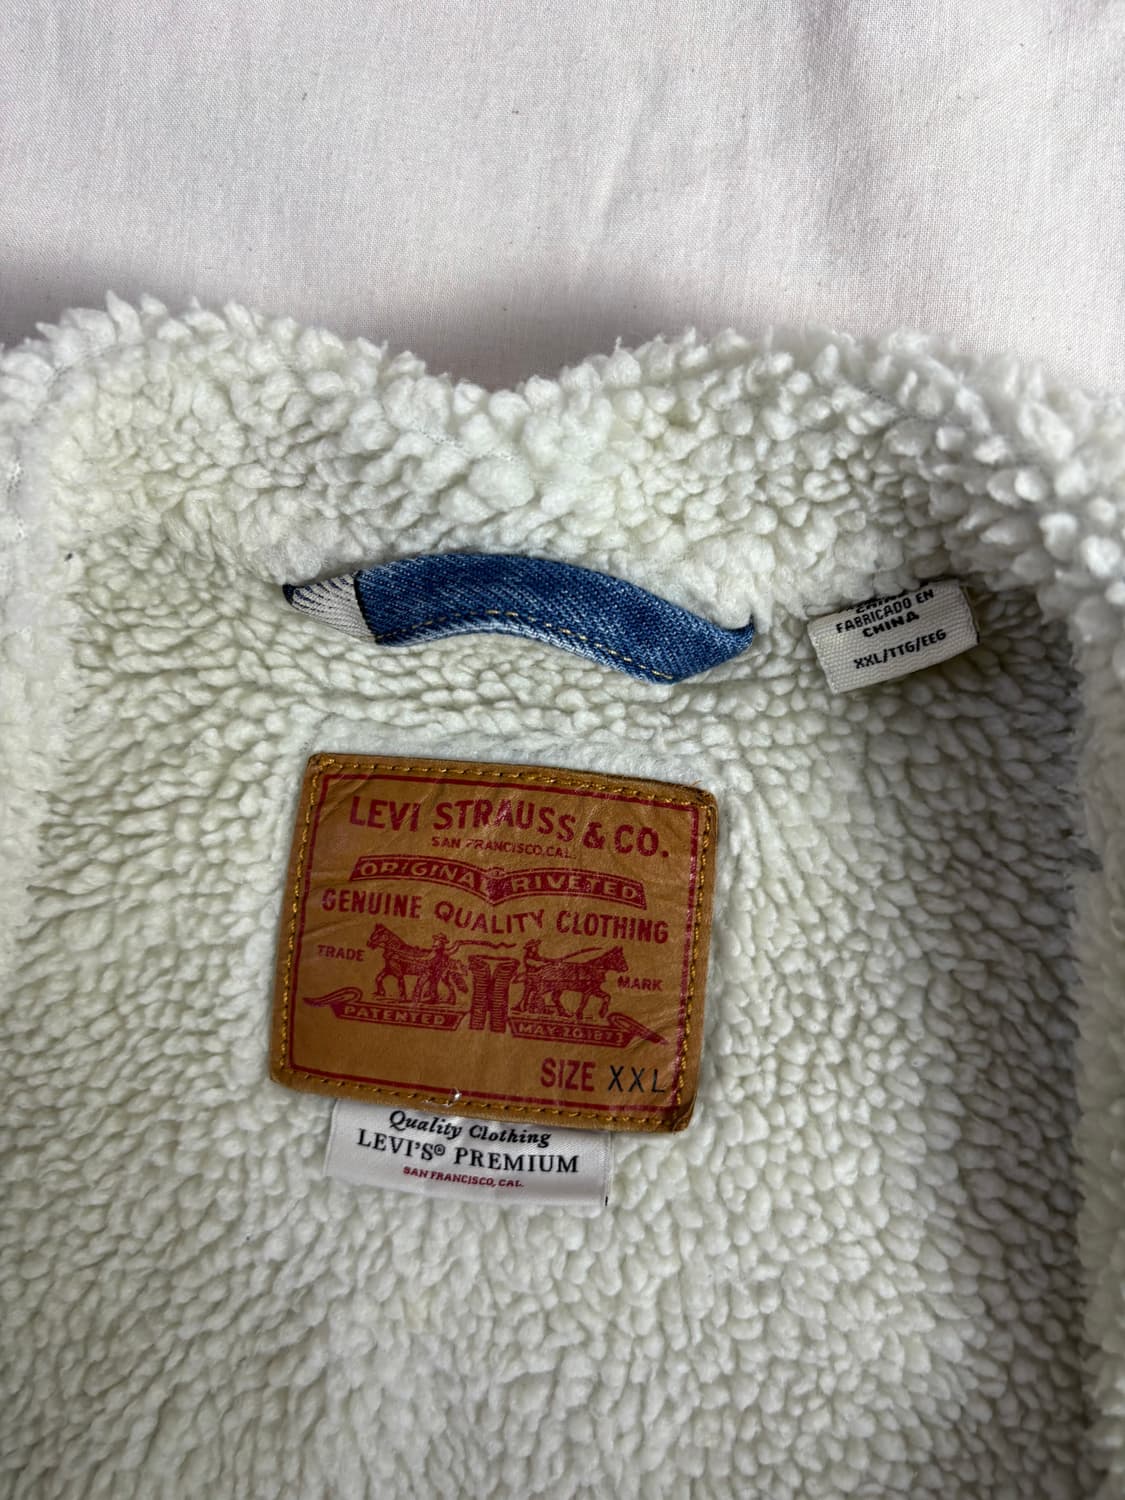 FABRICADO EN
CHINA
XXL/TTG/EEG
LEVI STRAUSS & CO.
SAN FRANCISCO, CAL.
ORIGINAL RIVETED
GENUINE QUALITY CLOTHING
TRADE MARK
PATENTED MAY 20, 1873
SIZE XXL
Quality Clothing
LEVI'S® PREMIUM
SAN FRANCISCO, CAL.